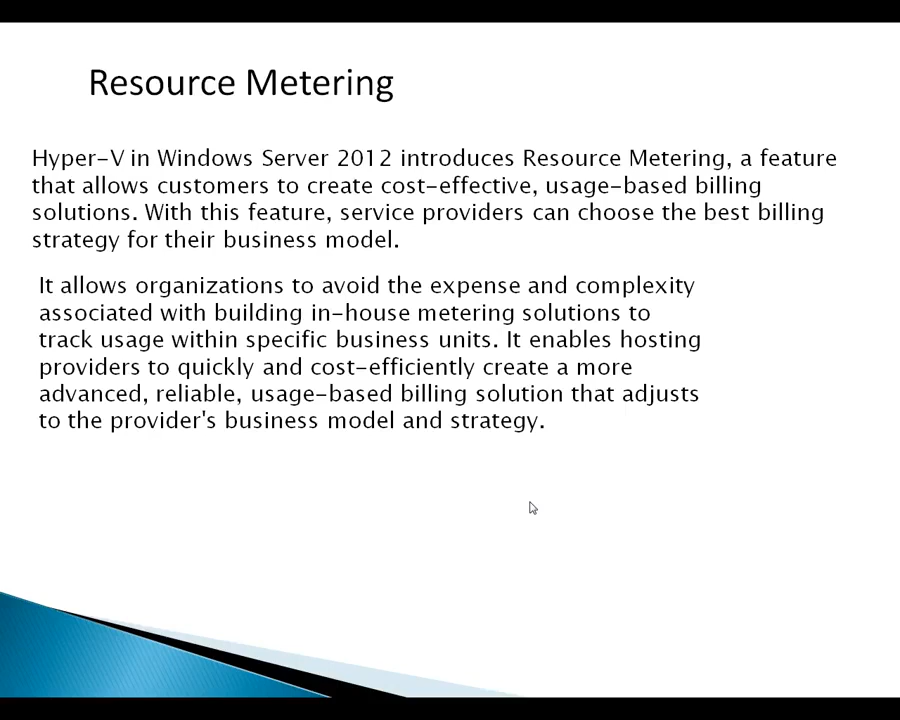 Resource Metering
Hyper-V in Windows Server 2012 introduces Resource Metering, a feature
that allows customers to create cost-effective, usage-based billing
solutions. With this feature, service providers can choose the best billing
strategy for their business model.
It allows organizations to avoid the expense and complexity
associated with building in-house metering solutions to
track usage within specific business units. It enables hosting
providers to quickly and cost-efficiently create a more
advanced, reliable, usage-based billing solution that adjusts
to the provider's business model and strategy.